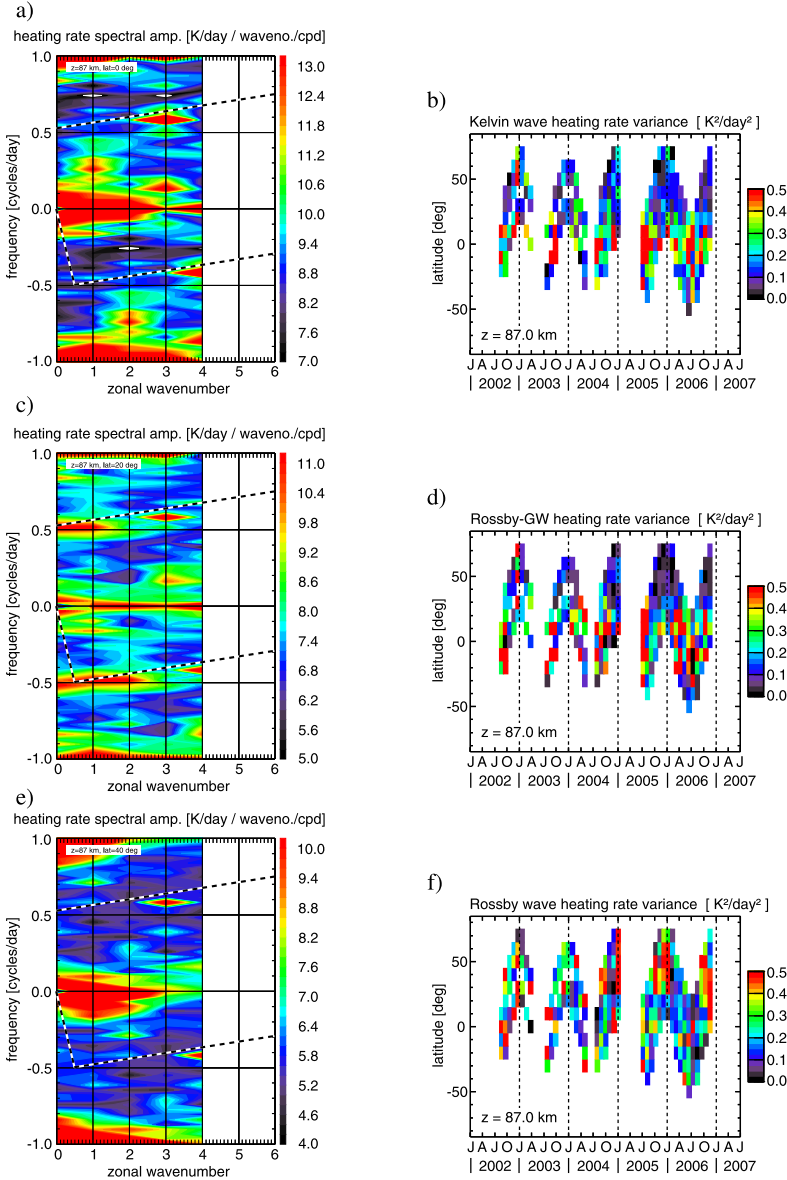 a)
heating rate spectral amp. [K/day / waveno./cpd]
z=87 km, lat=0 deg
frequency [cycles/day]
1.0
0.5
0.0
-0.5
-1.0
0 1 2 3 4 5 6
zonal wavenumber
13.0
12.4
11.8
11.2
10.6
10.0
9.4
8.8
8.2
7.6
7.0
b)
Kelvin wave heating rate variance [ K²/day² ]
latitude [deg]
50
0
-50
z = 87.0 km
J A J O J A J O J A J O J A J O J A J O J A J
| 2002 | 2003 | 2004 | 2005 | 2006 | 2007
0.5
0.4
0.3
0.2
0.1
0.0
c)
heating rate spectral amp. [K/day / waveno./cpd]
z=87 km, lat=20 deg
frequency [cycles/day]
1.0
0.5
0.0
-0.5
-1.0
0 1 2 3 4 5 6
zonal wavenumber
11.0
10.4
9.8
9.2
8.6
8.0
7.4
6.8
6.2
5.6
5.0
d)
Rossby-GW heating rate variance [ K²/day² ]
latitude [deg]
50
0
-50
z = 87.0 km
J A J O J A J O J A J O J A J O J A J O J A J
| 2002 | 2003 | 2004 | 2005 | 2006 | 2007
0.5
0.4
0.3
0.2
0.1
0.0
e)
heating rate spectral amp. [K/day / waveno./cpd]
z=87 km, lat=40 deg
frequency [cycles/day]
1.0
0.5
0.0
-0.5
-1.0
0 1 2 3 4 5 6
zonal wavenumber
10.0
9.4
8.8
8.2
7.6
7.0
6.4
5.8
5.2
4.6
4.0
f)
Rossby wave heating rate variance [ K²/day² ]
latitude [deg]
50
0
-50
z = 87.0 km
J A J O J A J O J A J O J A J O J A J O J A J
| 2002 | 2003 | 2004 | 2005 | 2006 | 2007
0.5
0.4
0.3
0.2
0.1
0.0